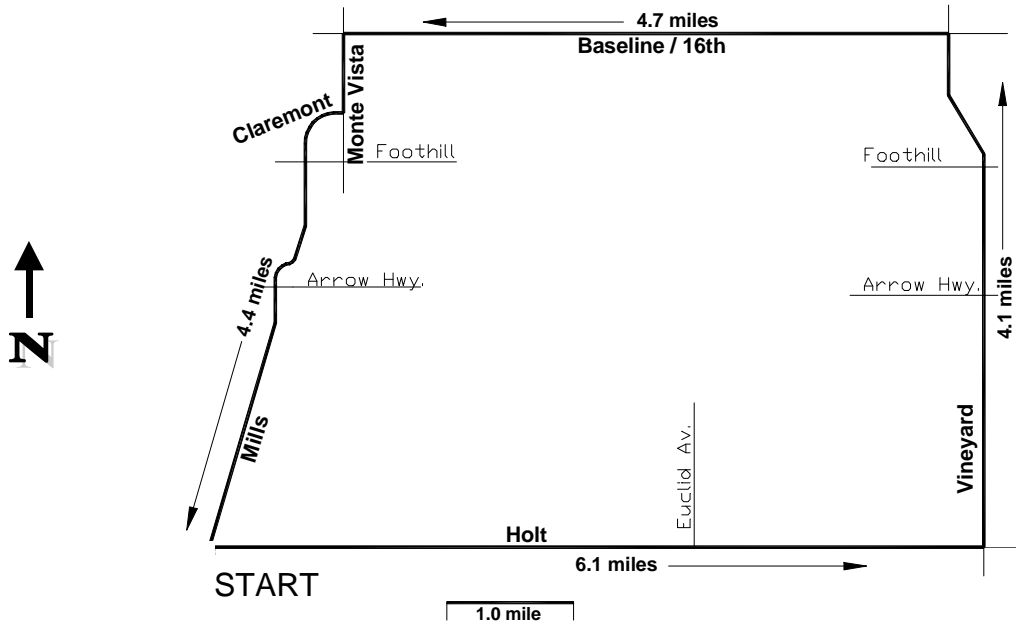 4.7 miles
Baseline / 16th
Monte Vista
Claremont
Foothill
Foothill
Arrow Hwy.
Arrow Hwy.
4.4 miles
4.1 miles
N
Mills
Euclid Av.
Vineyard
Holt
6.1 miles
START
1.0 mile